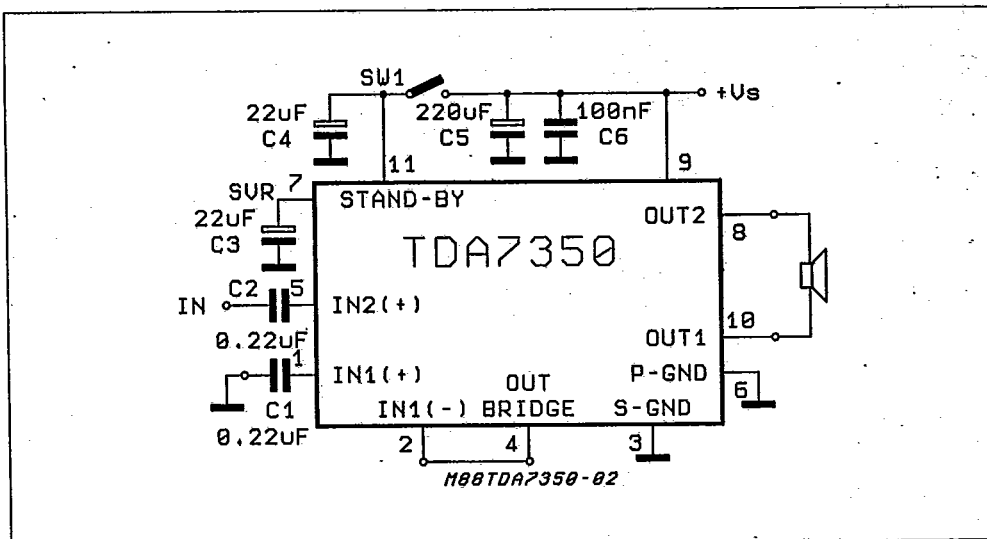 SW1
+Vs
22uF
C4
220uF
C5
100nF
C6
11
9
SVR
7
STAND-BY
22uF
C3
TDA7350
OUT2
8
IN
C2
5
IN2(+)
0.22uF
10
OUT1
1
IN1(+)
P-GND
6
C1
0.22uF
OUT
IN1(-) BRIDGE
S-GND
2
4
3
M88TDA7350-02